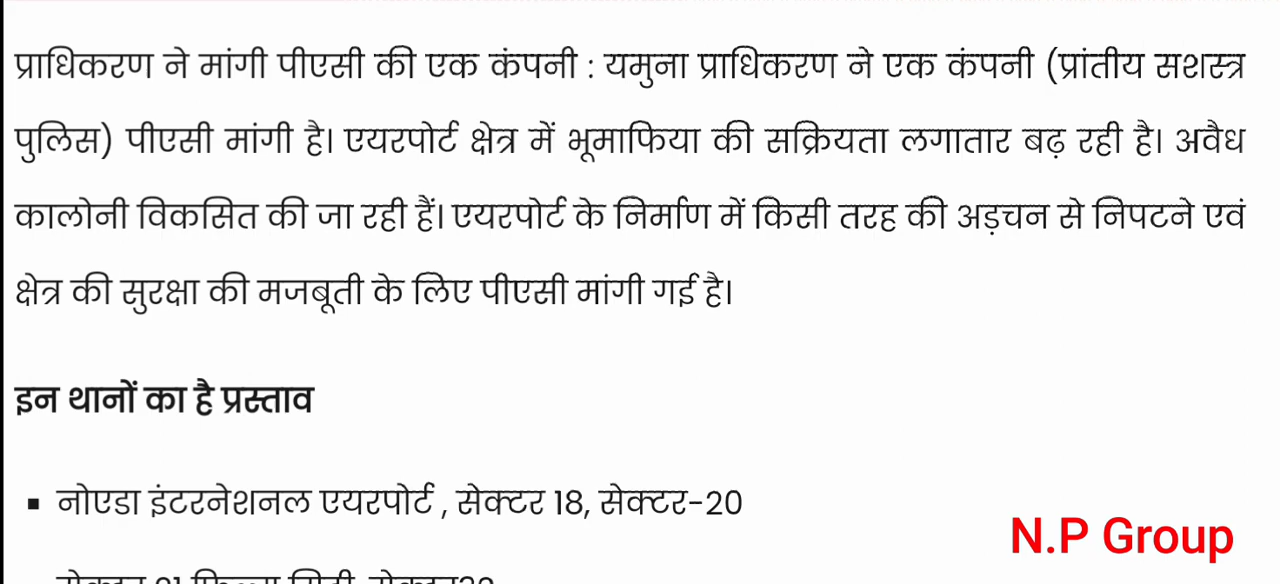 प्राधिकरण ने मांगी पीएसी की एक कंपनी : यमुना प्राधिकरण ने एक कंपनी (प्रांतीय सशस्त्र
पुलिस) पीएसी मांगी है। एयरपोर्ट क्षेत्र में भूमाफिया की सक्रियता लगातार बढ़ रही है। अवैध
कालोनी विकसित की जा रही हैं। एयरपोर्ट के निर्माण में किसी तरह की अड़चन से निपटने एवं
क्षेत्र की सुरक्षा की मजबूती के लिए पीएसी मांगी गई है।
इन थानों का है प्रस्ताव
▪ नोएडा इंटरनेशनल एयरपोर्ट , सेक्टर 18, सेक्टर-20
N.P Group